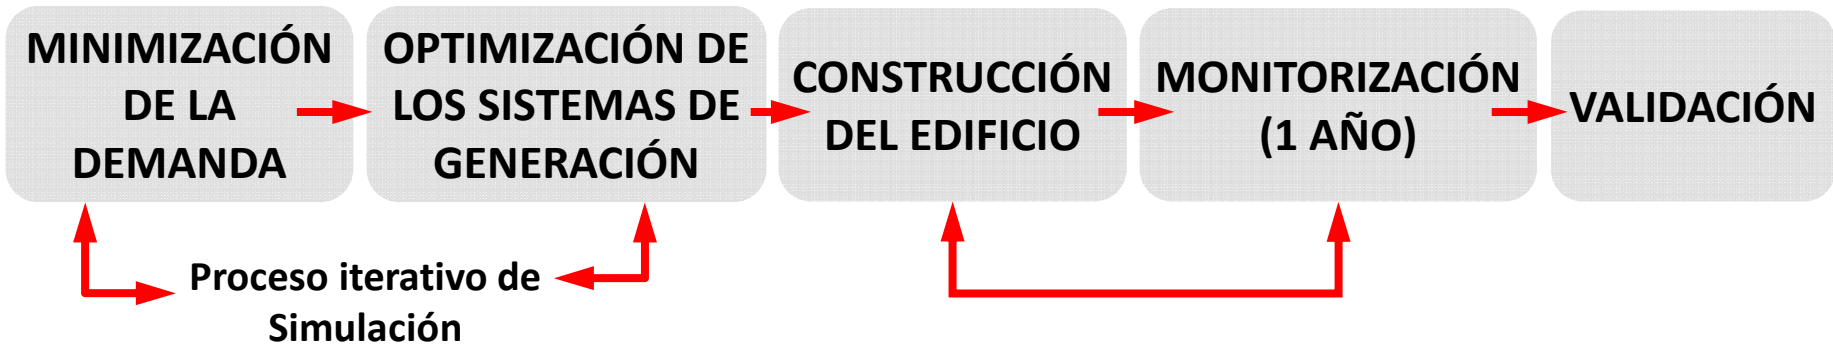 MINIMIZACIÓN
DE LA
DEMANDA
OPTIMIZACIÓN DE
LOS SISTEMAS DE
GENERACIÓN
CONSTRUCCIÓN
DEL EDIFICIO
MONITORIZACIÓN
(1 AÑO)
VALIDACIÓN
Proceso iterativo de
Simulación